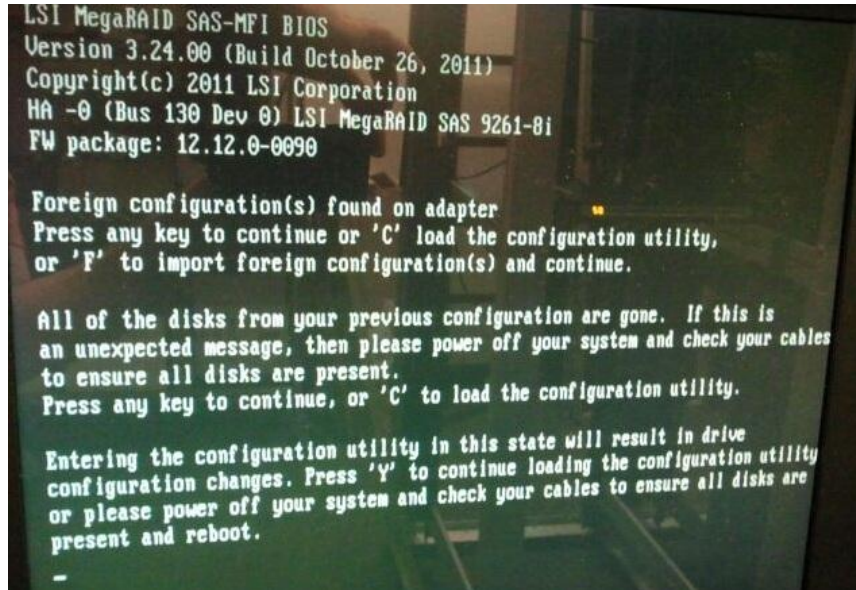 LSI MegaRAID SAS-MFI BIOS
Version 3.24.00 (Build October 26, 2011)
Copyright(c) 2011 LSI Corporation
HA -0 (Bus 130 Dev 0) LSI MegaRAID SAS 9261-8i
FW package: 12.12.0-0090
Foreign configuration(s) found on adapter
Press any key to continue or 'C' load the configuration utility,
or 'F' to import foreign configuration(s) and continue.
All of the disks from your previous configuration are gone.  If this is
an unexpected message, then please power off your system and check your cables
to ensure all disks are present.
Press any key to continue, or 'C' to load the configuration utility.
Entering the configuration utility in this state will result in drive
configuration changes. Press 'Y' to continue loading the configuration utility
or please power off your system and check your cables to ensure all disks are
present and reboot.